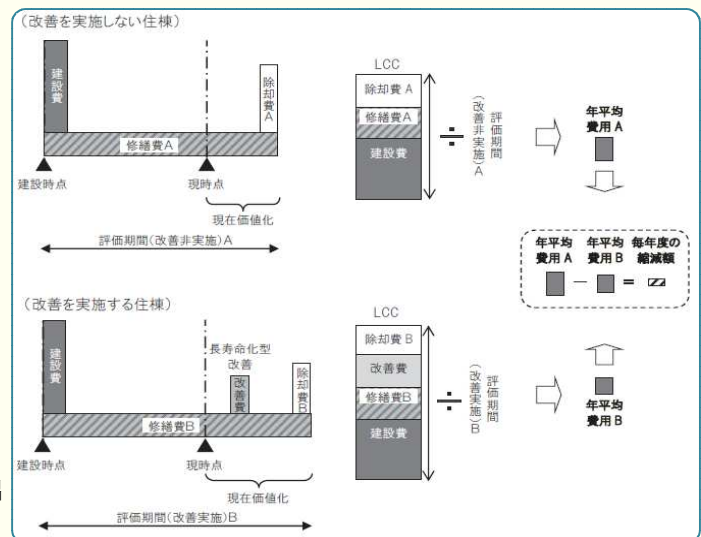 （改善を実施しない住棟）
建設費
除却費A
修繕費A
建設時点
現時点
現在価値化
評価期間（改善非実施）A
LCC
除却費 A
修繕費A
建設費
÷
評価期間
（改善非実施）A
年平均
費用 A
年平均
費用 A
－
年平均
費用 B
＝
毎年度の
縮減額
（改善を実施する住棟）
建設費
長寿命化型
改善
改善費
除却費B
修繕費B
建設時点
現時点
現在価値化
評価期間（改善実施）B
LCC
除却費 B
改善費
修繕費B
建設費
÷
評価期間
（改善実施）B
年平均
費用 B